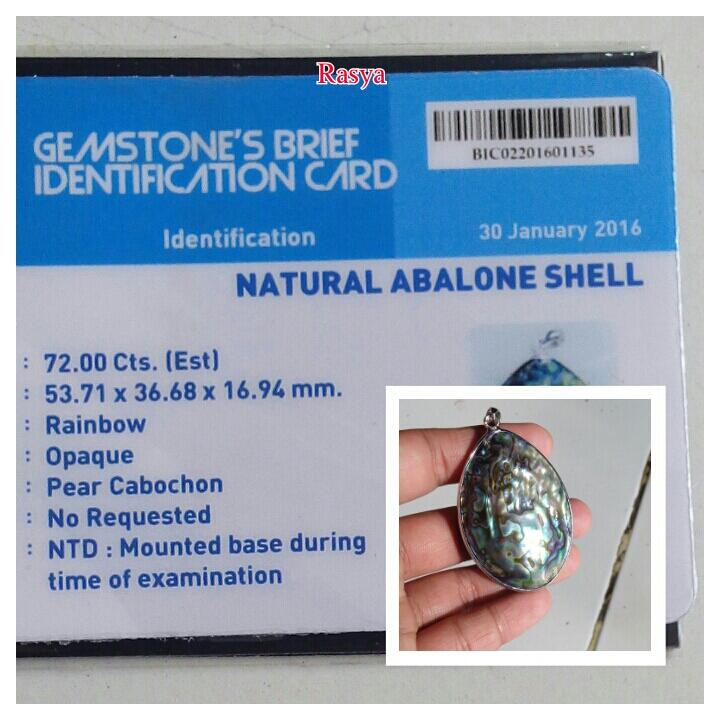 Rasya
GEMSTONE'S BRIEF
IDENTIFICATION CARD
BIC02201601135
Identification
30 January 2016
NATURAL ABALONE SHELL
: 72.00 Cts. (Est)
: 53.71 x 36.68 x 16.94 mm.
: Rainbow
: Opaque
: Pear Cabochon
: No Requested
: NTD : Mounted base during
time of examination